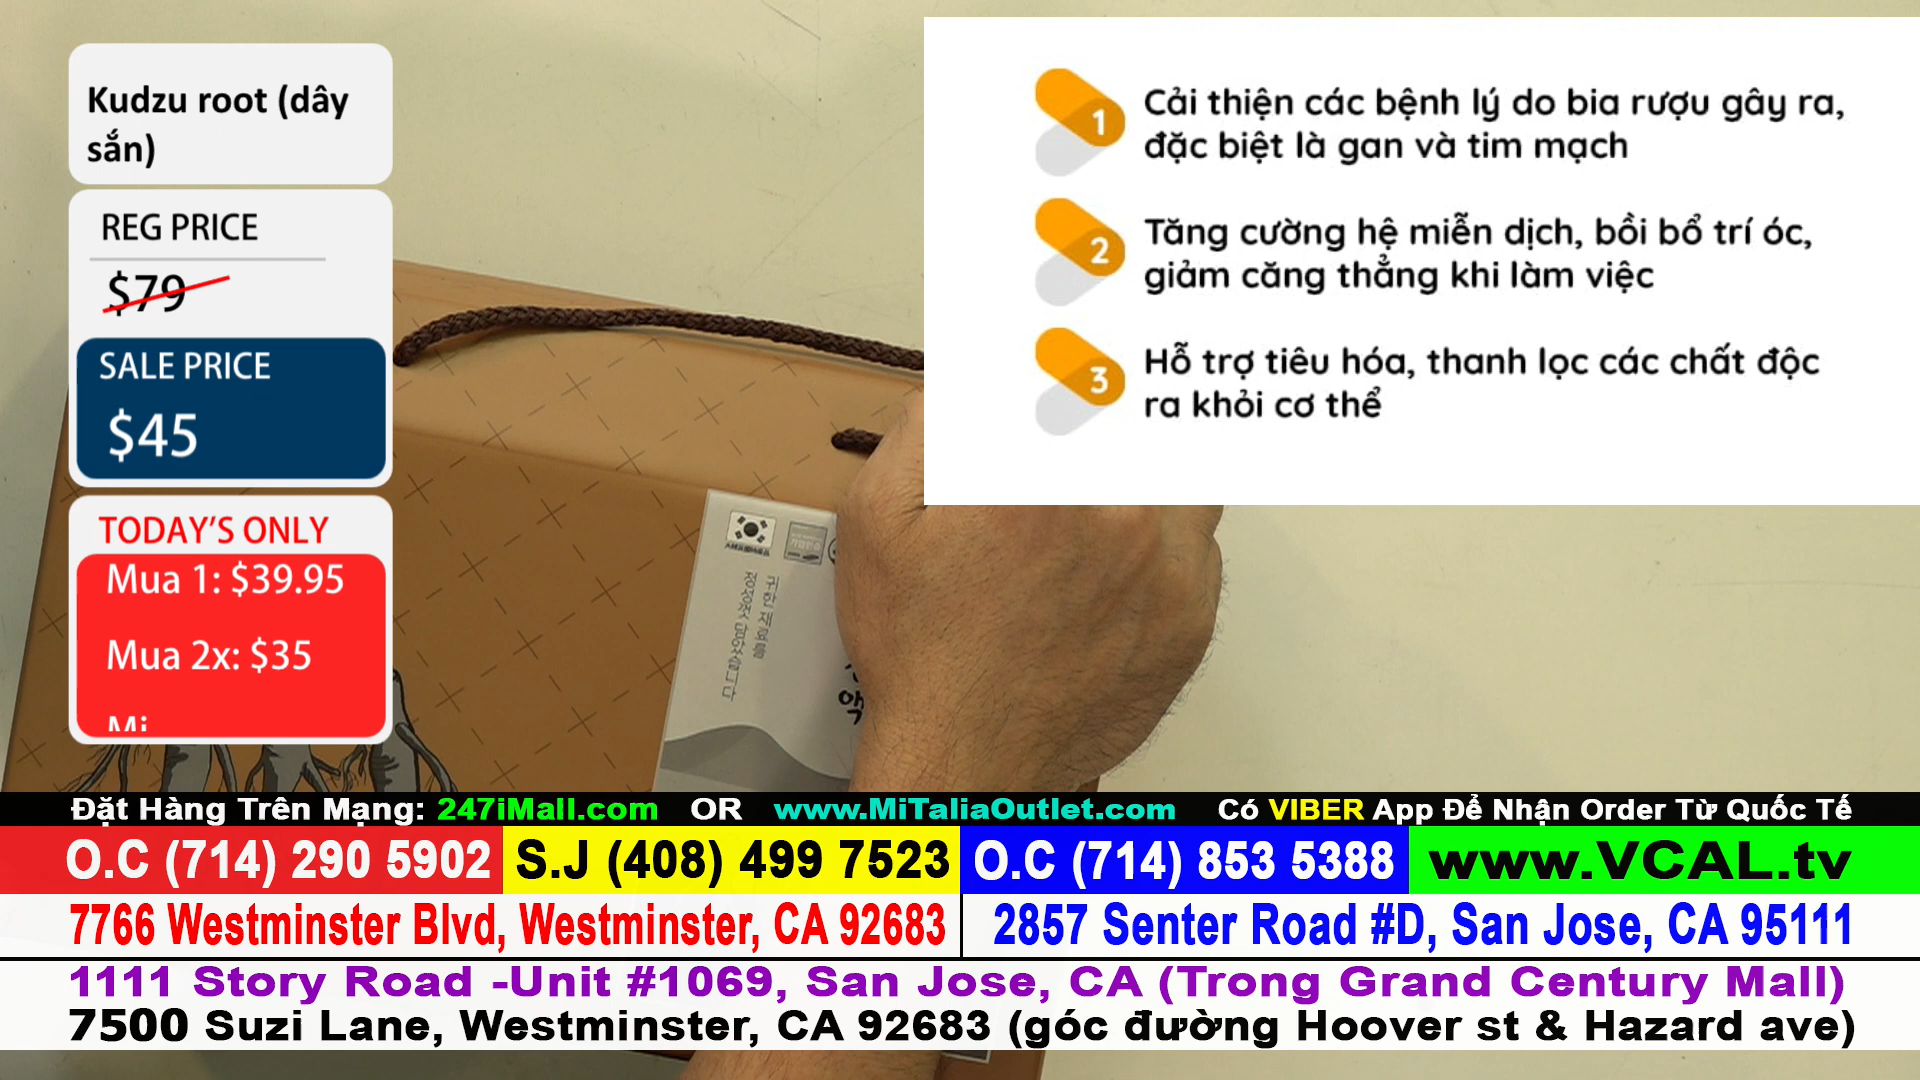 Kudzu root (dây
sắn)
REG PRICE
$79
SALE PRICE
$45
TODAY'S ONLY
Mua 1: $39.95
Mua 2x: $35
1
Cải thiện các bệnh lý do bia rượu gây ra,
đặc biệt là gan và tim mạch
2
Tăng cường hệ miễn dịch, bồi bổ trí óc,
giảm căng thẳng khi làm việc
3
Hỗ trợ tiêu hóa, thanh lọc các chất độc
ra khỏi cơ thể
Đặt Hàng Trên Mạng: 247iMall.com OR www.MiTaliaOutlet.com Có VIBER App Để Nhận Order Từ Quốc Tế
O.C (714) 290 5902 S.J (408) 499 7523 O.C (714) 853 5388 www.VCAL.tv
7766 Westminster Blvd, Westminster, CA 92683 2857 Senter Road #D, San Jose, CA 95111
1111 Story Road -Unit #1069, San Jose, CA (Trong Grand Century Mall)
7500 Suzi Lane, Westminster, CA 92683 (góc đường Hoover st & Hazard ave)